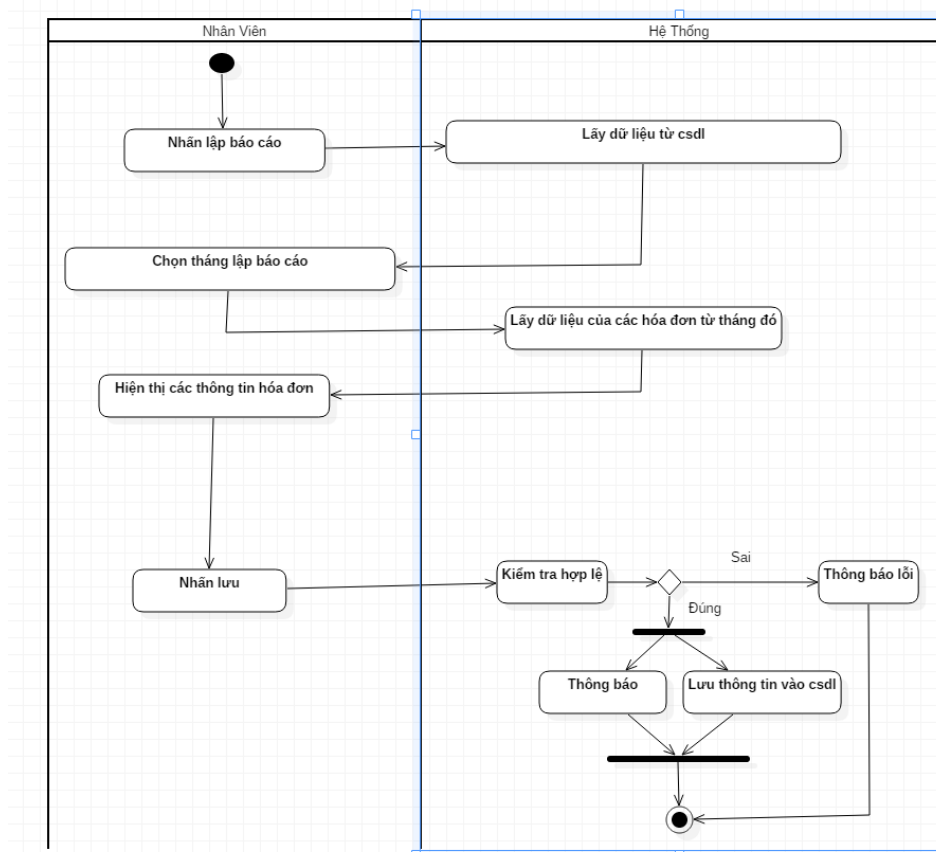 Nhân Viên
Hệ Thống
Nhấn lập báo cáo
Lấy dữ liệu từ csdl
Chọn tháng lập báo cáo
Lấy dữ liệu của các hóa đơn từ tháng đó
Hiện thị các thông tin hóa đơn
Nhấn lưu
Kiểm tra hợp lệ
Sai
Thông báo lỗi
Đúng
Thông báo
Lưu thông tin vào csdl